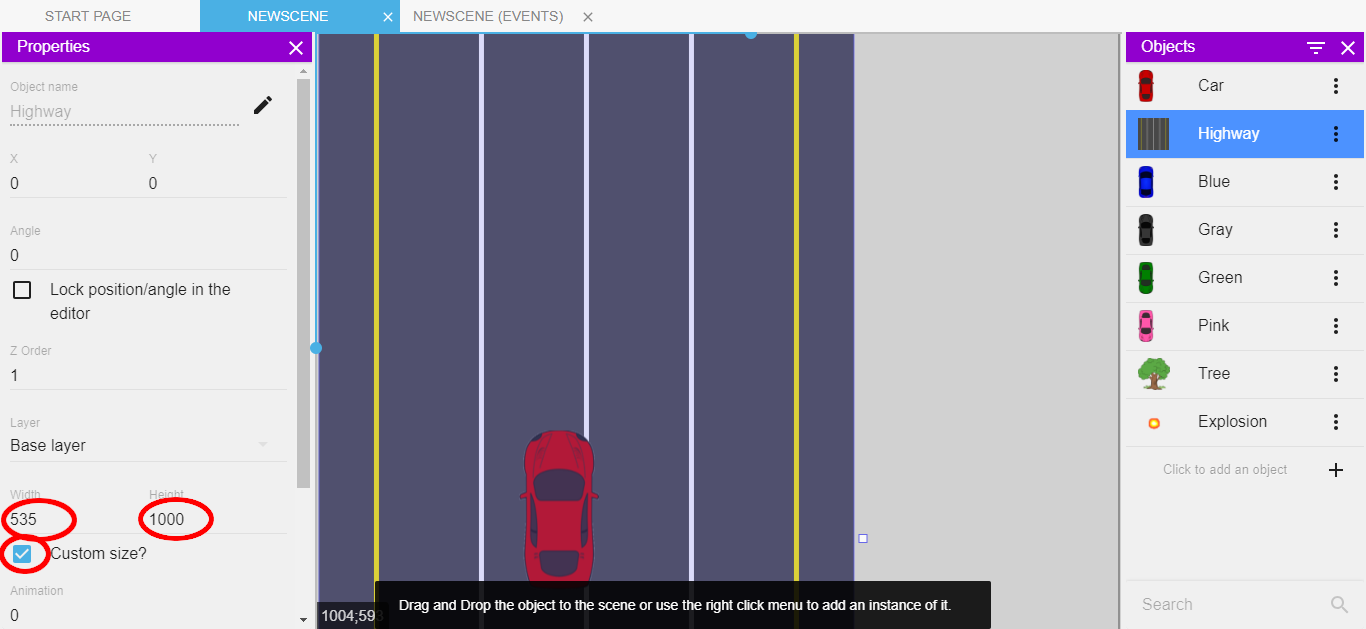 START PAGE
NEWSCENE
NEWSCENE (EVENTS)
Properties
Object name
Highway
X
Y
0
0
Angle
0
Lock position/angle in the
editor
Z Order
1
Layer
Base layer
Width
Height
535
1000
Custom size?
Animation
0
1004;593
Drag and Drop the object to the scene or use the right click menu to add an instance of it.
Objects
Car
Highway
Blue
Gray
Green
Pink
Tree
Explosion
Click to add an object
Search